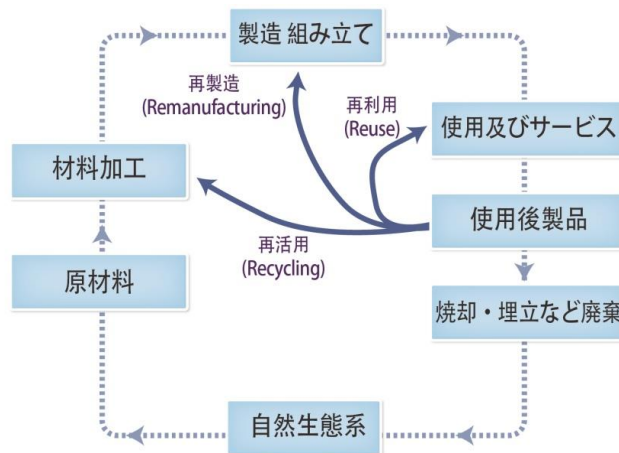 製造 組み立て
再製造
(Remanufacturing)
再利用
(Reuse)
使用及びサービス
材料加工
使用後製品
再活用
(Recycling)
原材料
焼却・埋立など廃棄
自然生態系